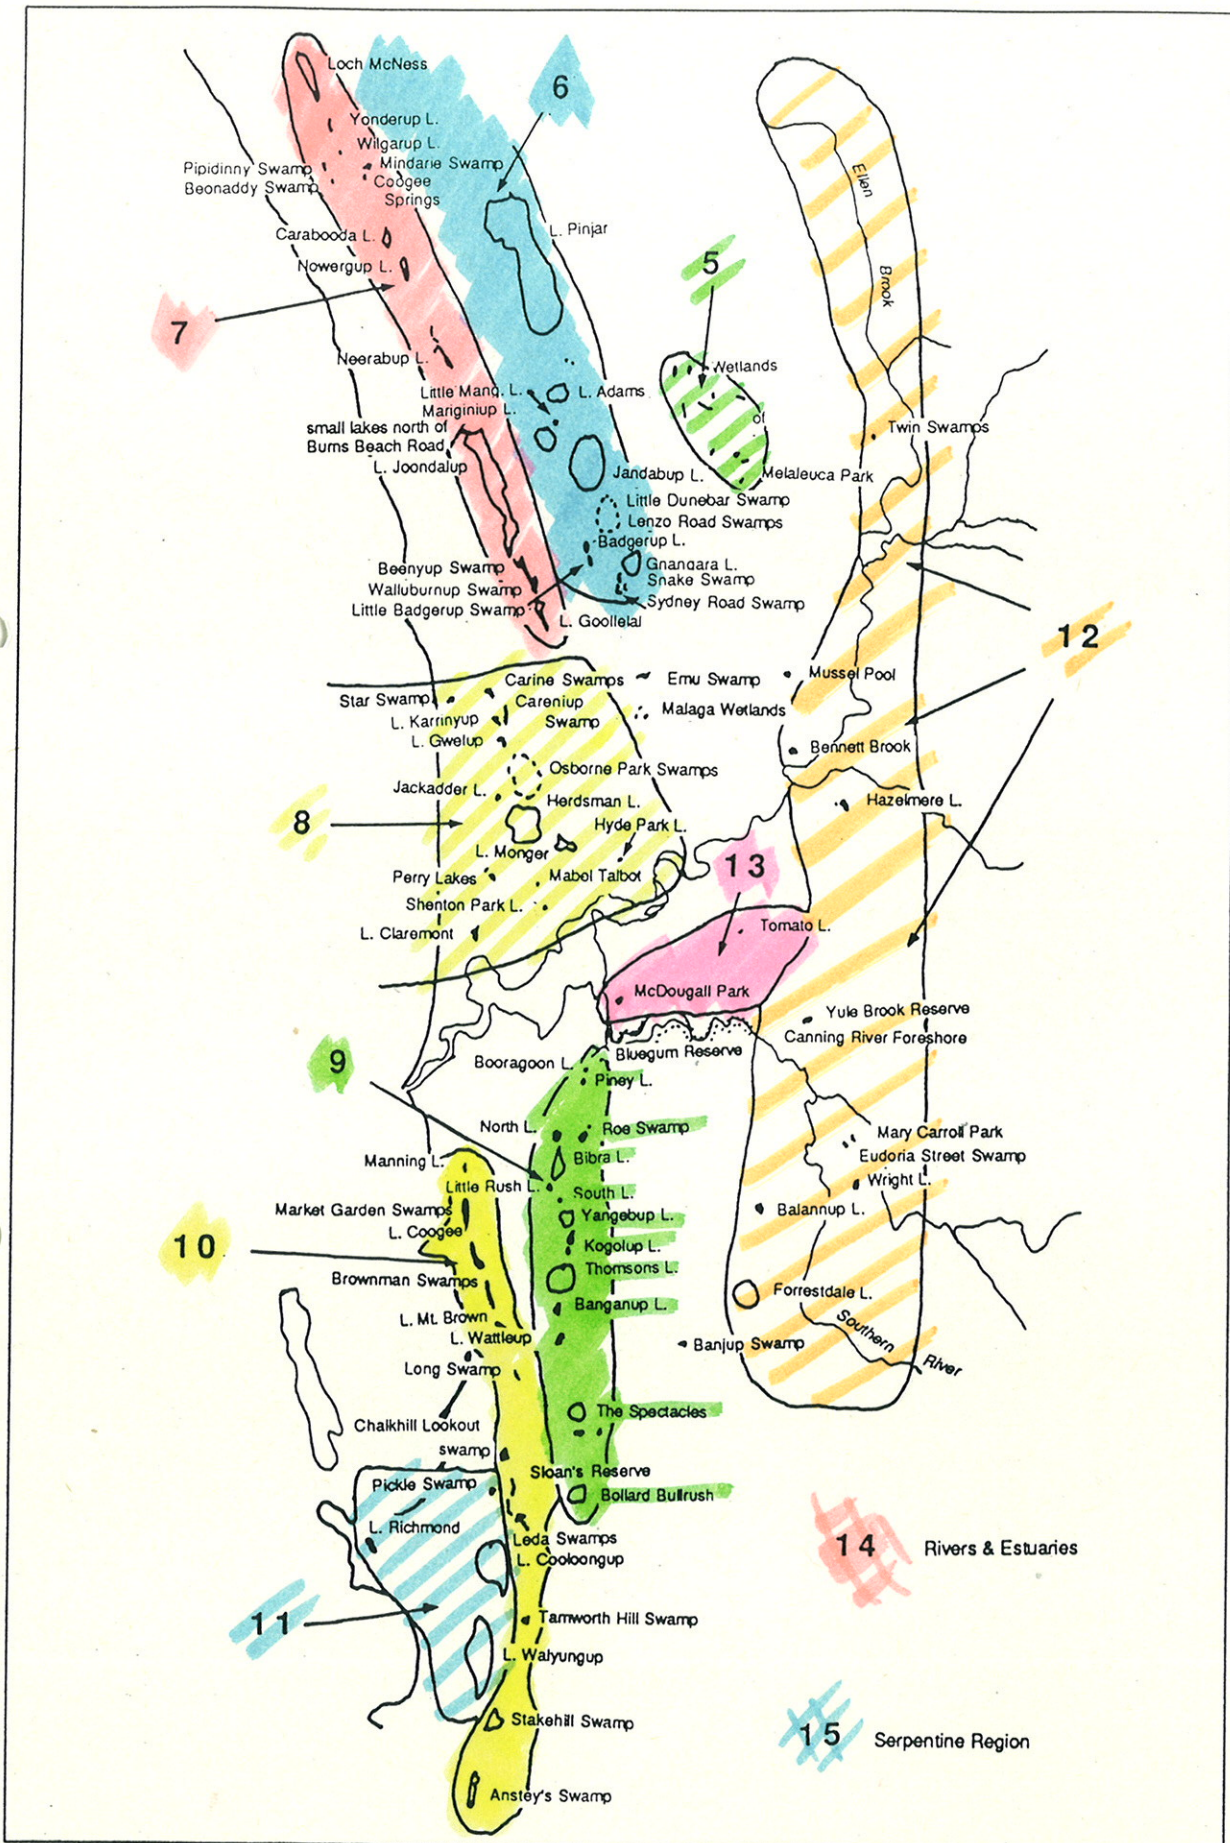 Loch McNess
6
Yonderup L.
Wilgarup L.
Pipidinny Swamp
Mindarie Swamp
Beonaddy Swamp
Coogee
Springs
Ellen
Brook
Carabooda L.
L. Pinjar
Nowergup L.
5
7
Neerabup L.
Wetlands
of
Melaleuca Park
Little Mang. L.
L. Adams
Mariginiup L.
small lakes north of
Burns Beach Road
L. Joondalup
Twin Swamps
Jandabup L.
Little Dunebar Swamp
Lenzo Road Swamps
Badgerup L.
Beenyup Swamp
Gnangara L.
Walluburnup Swamp
Snake Swamp
Little Badgerup Swamp
Sydney Road Swamp
L. Goollelal
12
Carine Swamps
Emu Swamp
Mussel Pool
Star Swamp
Careniup
Swamp
L. Karrinyup
Malaga Wetlands
L. Gwelup
Bennett Brook
Osborne Park Swamps
Jackadder L.
Herdsman L.
Hazelmere L.
8
Hyde Park L.
L. Monger
13
Perry Lakes
Mabel Talbot
Shenton Park L.
L. Claremont
Tomato L.
McDougall Park
Yule Brook Reserve
Canning River Foreshore
9
Booragoon L.
Bluegum Reserve
Piney L.
North L.
Roe Swamp
Mary Carroll Park
Manning L.
Bibra L.
Eudoria Street Swamp
Little Rush L.
South L.
Wright L.
Market Garden Swamps
Yangebup L.
Balannup L.
L. Coogee
10
Kogolup L.
Brownman Swamps
Thomsons L.
Forrestdale L.
L. Mt. Brown
Banganup L.
Southern
River
L. Wattleup
Banjup Swamp
Long Swamp
The Spectacles
Chalkhill Lookout
swamp
Sloan's Reserve
Pickle Swamp
Bollard Bullrush
L. Richmond
Leda Swamps
14 Rivers & Estuaries
L. Cooloongup
11
Tamworth Hill Swamp
L. Walyungup
Stakehill Swamp
15 Serpentine Region
Anstey's Swamp